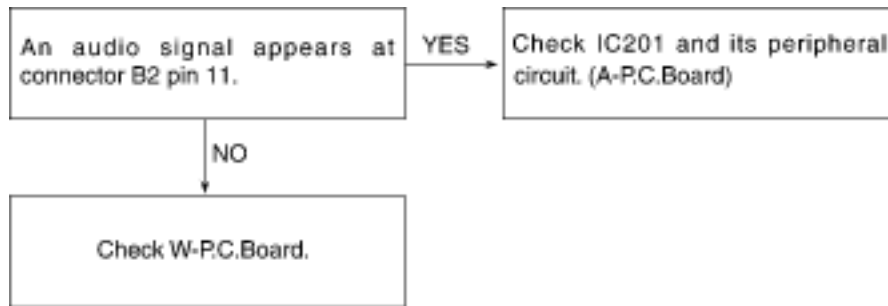 An audio signal appears at
connector B2 pin 11.
YES
Check IC201 and its peripheral
circuit. (A-P.C.Board)
NO
Check W-P.C.Board.